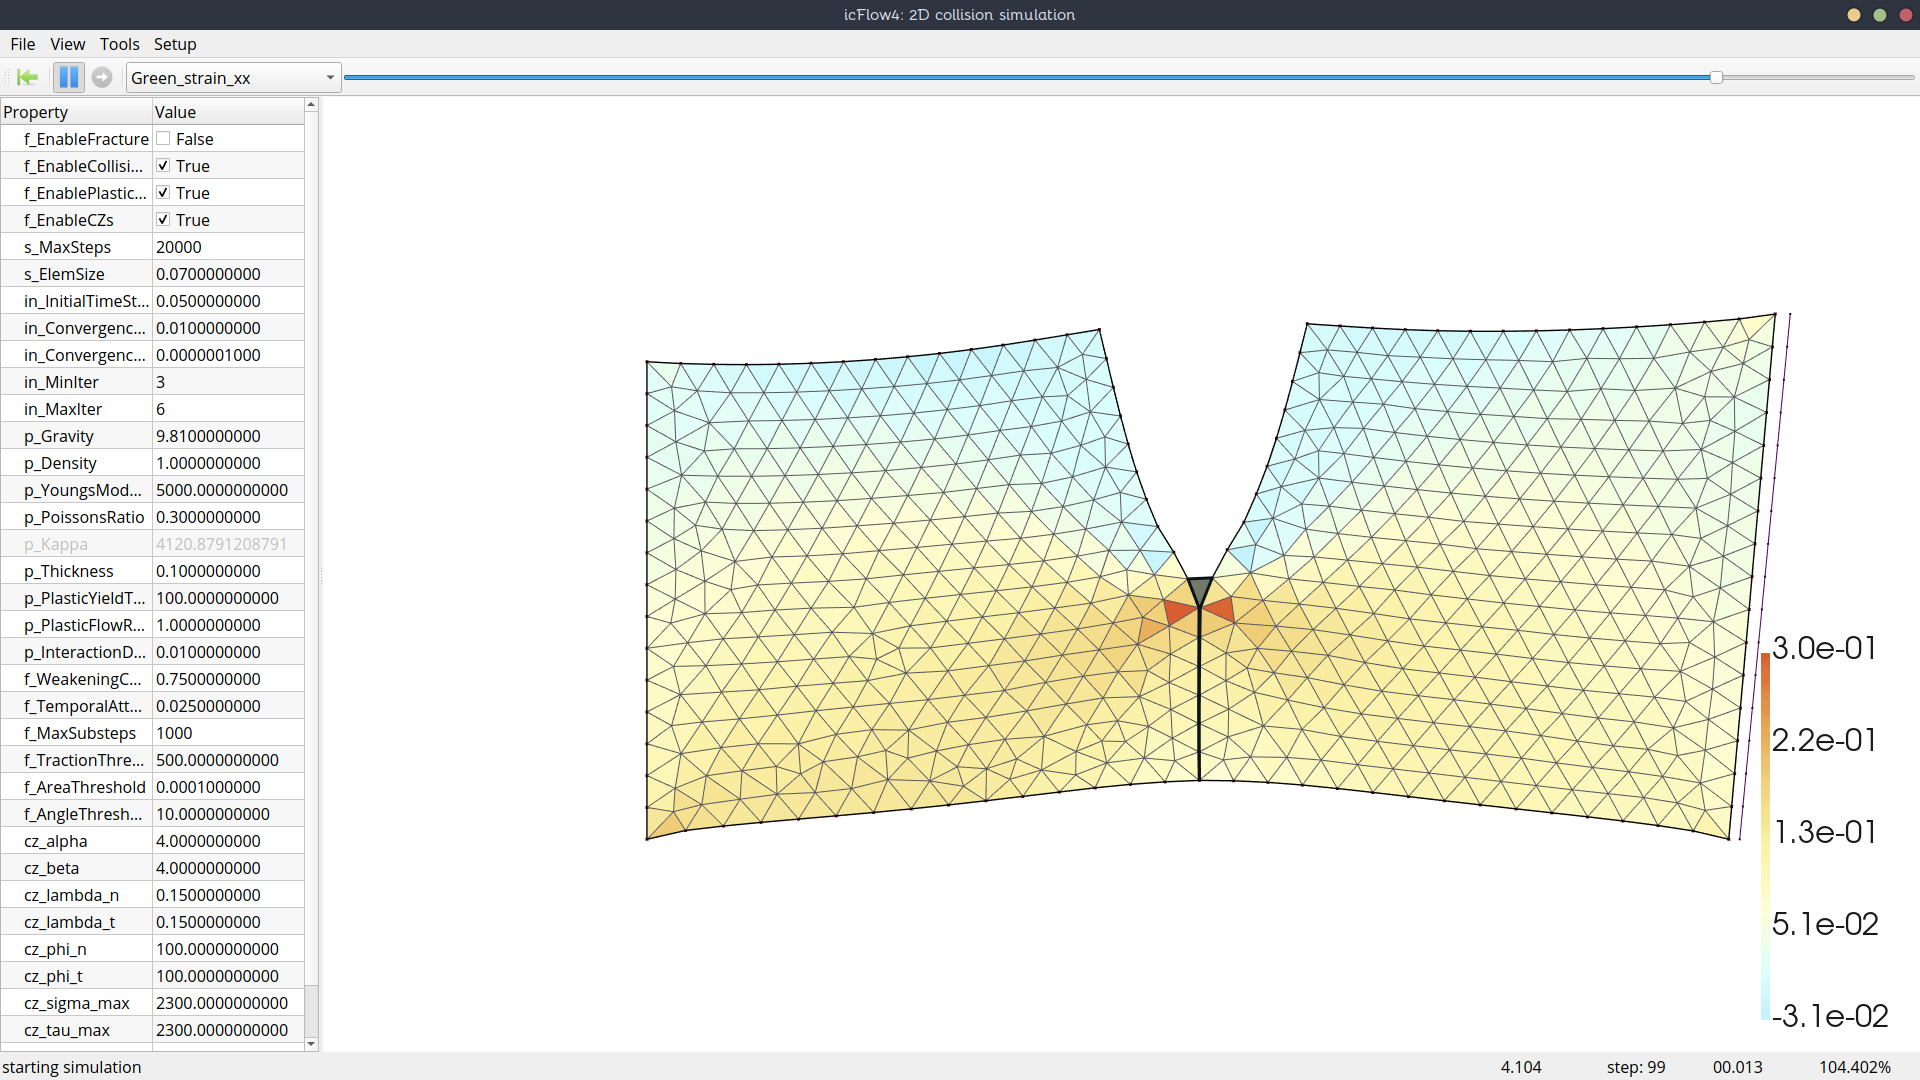 icFlow4: 2D collision simulation
File View Tools Setup
Green_strain_xx
Property Value
f_EnableFracture False
f_EnableCollisi... True
f_EnablePlastic... True
f_EnableCZs True
s_MaxSteps 20000
s_ElemSize 0.0700000000
in_InitialTimeSt... 0.0500000000
in_Convergenc... 0.0100000000
in_Convergenc... 0.0000001000
in_MinIter 3
in_MaxIter 6
p_Gravity 9.8100000000
p_Density 1.0000000000
p_YoungsMod... 5000.0000000000
p_PoissonsRatio 0.3000000000
p_Kappa 4120.8791208791
p_Thickness 0.1000000000
p_PlasticYieldT... 100.0000000000
p_PlasticFlowR... 1.0000000000
p_InteractionD... 0.0100000000
f_WeakeningC... 0.7500000000
f_TemporalAtt... 0.0250000000
f_MaxSubsteps 1000
f_TractionThre... 500.0000000000
f_AreaThreshold 0.0001000000
f_AngleThresh... 10.0000000000
cz_alpha 4.0000000000
cz_beta 4.0000000000
cz_lambda_n 0.1500000000
cz_lambda_t 0.1500000000
cz_phi_n 100.0000000000
cz_phi_t 100.0000000000
cz_sigma_max 2300.0000000000
cz_tau_max 2300.0000000000
3.0e-01
2.2e-01
1.3e-01
5.1e-02
-3.1e-02
starting simulation 4.104 step: 99 00.013 104.402%